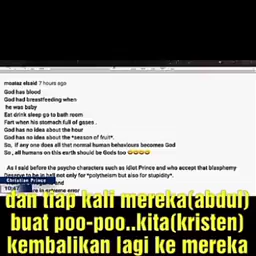 moataz elsaid 7 hours ago
God has blood
God had breastfeeding when
he was baby
Eat drink sleep go to bath room
Fart when his stomach full of gases .
God has no idea about the hour
God has no idea about the *season of fruit*.
So, if any one does all that normal human behaviours becomes God
So , all humans on this earth should be Gods too 😂😂😂😂
As I said before the psycho characters such as idiot Prince and who accept that blasphemy
Deserve to be in hell not only for *polytheism but also for stupidity*.
Christian Prince
10:47
in extreme error
dan tiap kali mereka(abdul)
buat poo-poo..kita(kristen)
kembalikan lagi ke mereka